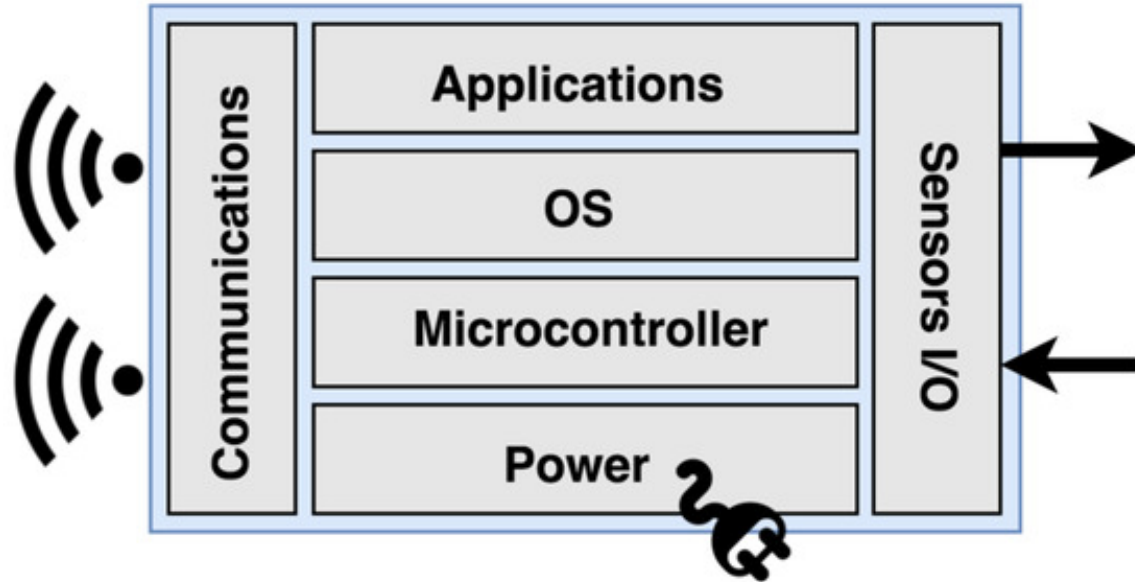 Communications
Applications
OS
Microcontroller
Power
Sensors I/O